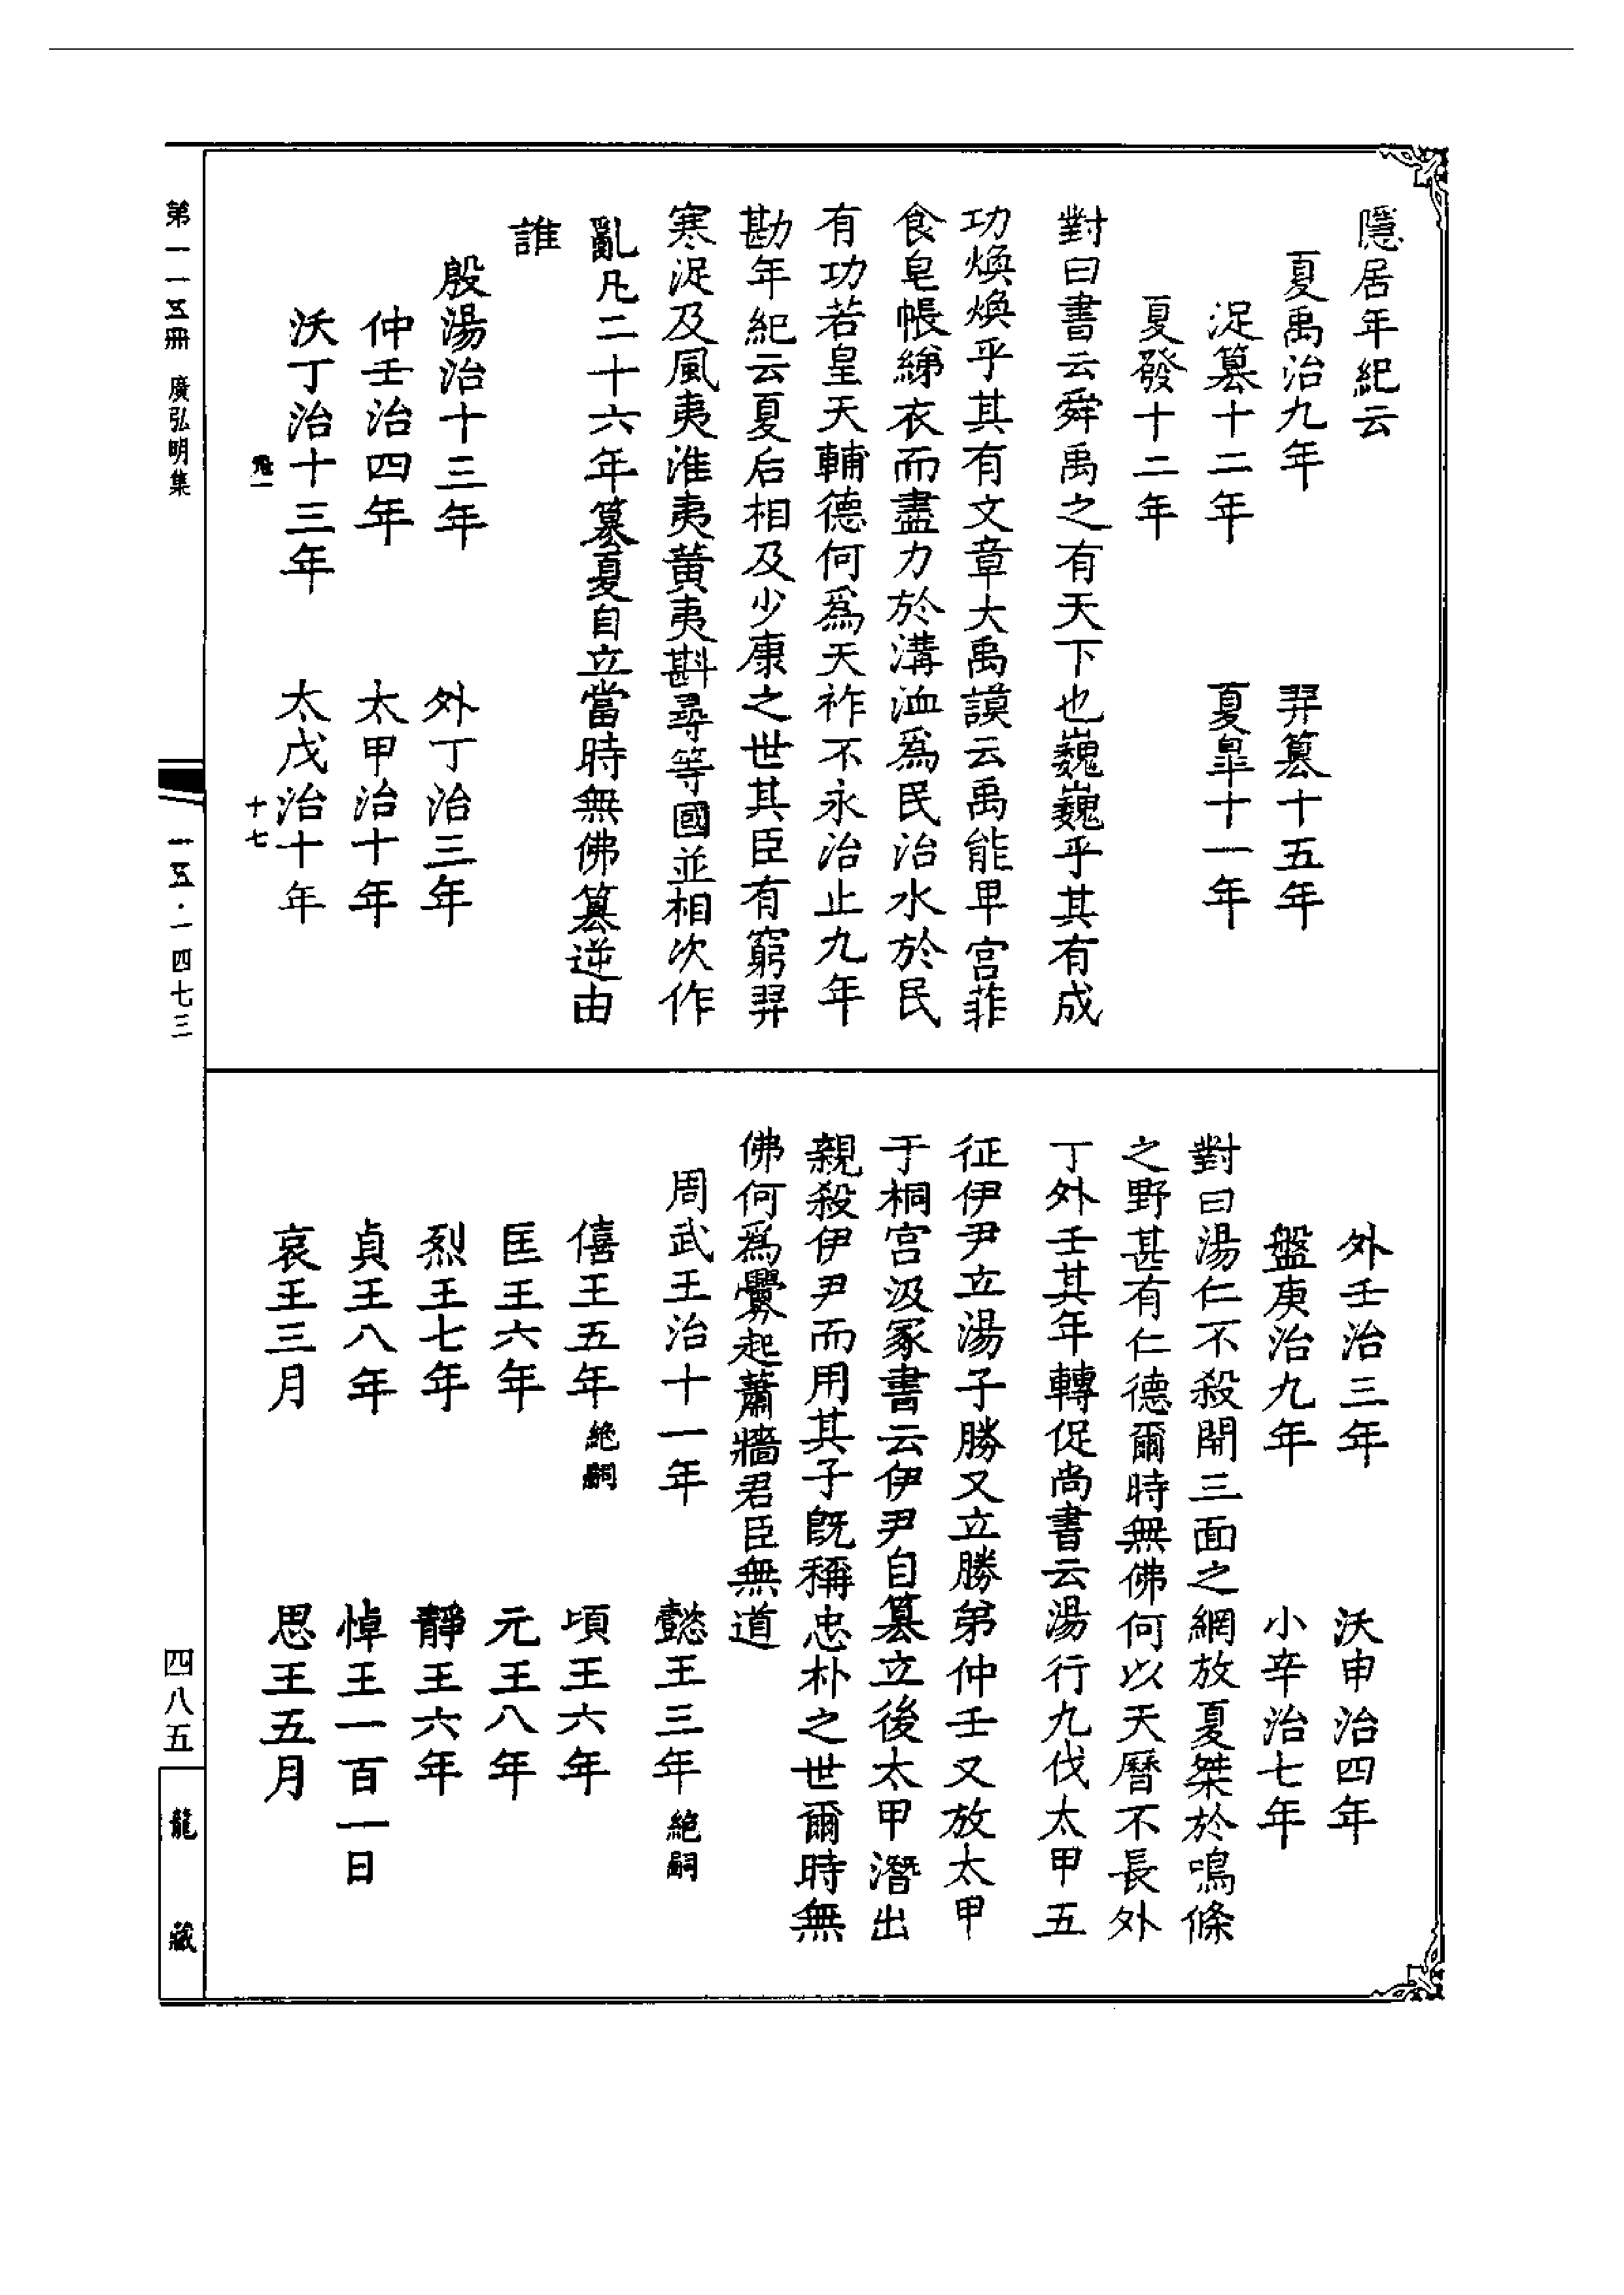 隱居年紀云
夏禹治九年　羿篡十五年
浞篡十二年　夏皐十一年
夏發十二年
對曰書云舜禹之有天下也巍巍乎其有成
功煥煥乎其有文章大禹謨云禹能卑宮菲
食皂帳綈衣而盡力於溝洫爲民治水於民
有功若皇天輔德何爲天祚不永治止九年
勘年紀云夏后相及少康之世其臣有窮羿
寒浞及風夷淮夷黃夷斟尋等國並相次作
亂凡二十六年篡夏自立當時無佛篡逆由
誰
殷湯治十三年　外丁治三年
仲壬治四年　太甲治十年
沃丁治十三年　太戊治十年
十七
外壬治三年　沃甲治四年
盤庚治九年　小辛治七年
對曰湯仁不殺開三面之網放夏桀於鳴條
之野甚有仁德爾時無佛何以天曆不長外
丁外壬其年轉促尚書云湯行九伐太甲五
征伊尹立湯子勝又立勝弟仲壬又放太甲
于桐宮汲冢書云伊尹自篡立後太甲潛出
親殺伊尹而用其子旣稱忠朴之世爾時無
佛何爲釁起蕭牆君臣無道
周武王治十一年　懿王三年絶嗣
僖王五年絶嗣　頃王六年
匡王六年　元王八年
烈王七年　靜王六年
貞王八年　悼王一百一日
哀王三月　思王五月
第一一五冊　廣弘明集
一一五·一四七三
四八五
龍藏